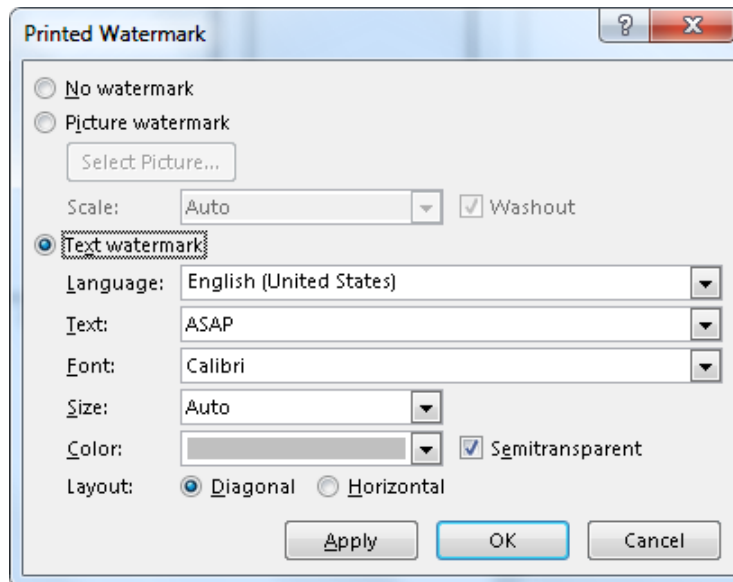 Printed Watermark
No watermark
Picture watermark
Select Picture...
Scale: Auto Washout
Text watermark
Language: English (United States)
Text: ASAP
Font: Calibri
Size: Auto
Color: Semitransparent
Layout: Diagonal Horizontal
Apply OK Cancel